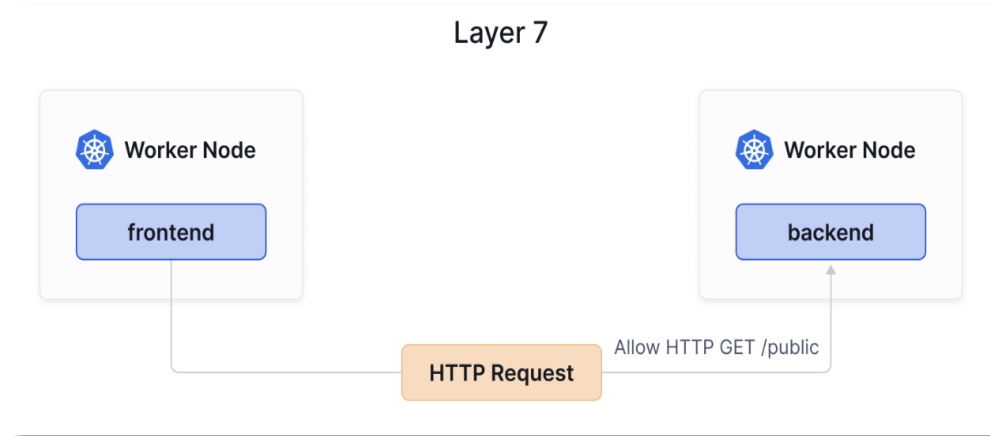 Layer 7
Worker Node
frontend
Worker Node
backend
HTTP Request
Allow HTTP GET /public